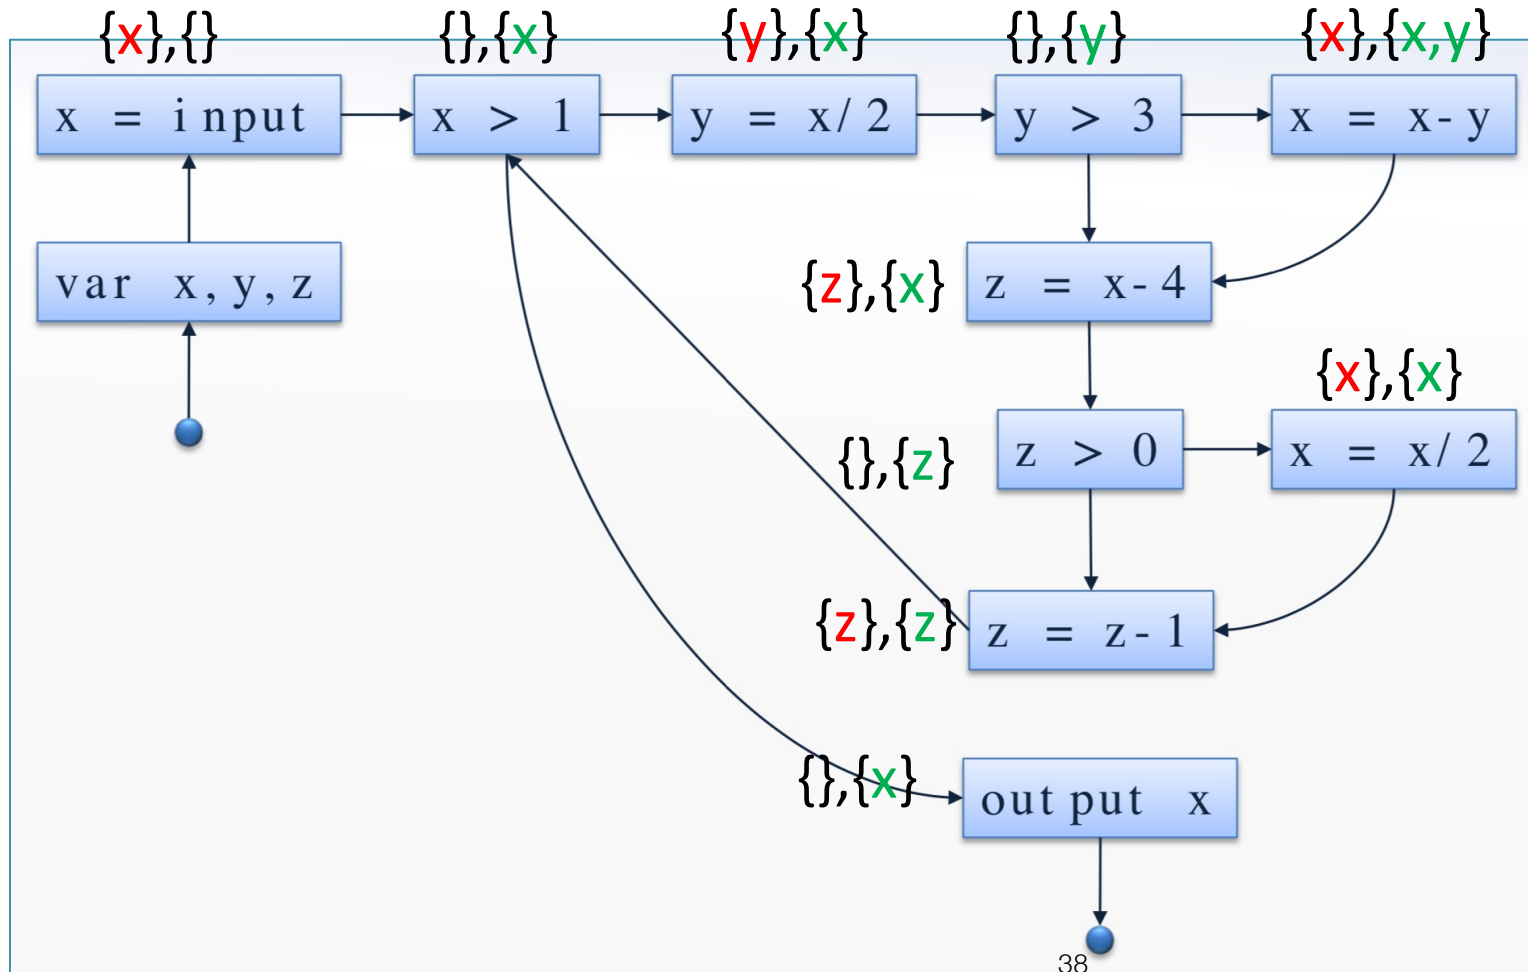 {x},{} {},{x} {y},{x} {},{y} {x},{x,y}
x = input x > 1 y = x/2 y > 3 x = x-y
var x,y,z {z},{x} z = x-4
{x},{x}
{},{z} z > 0 x = x/2
{z},{z} z = z-1
{},{x} output x
38